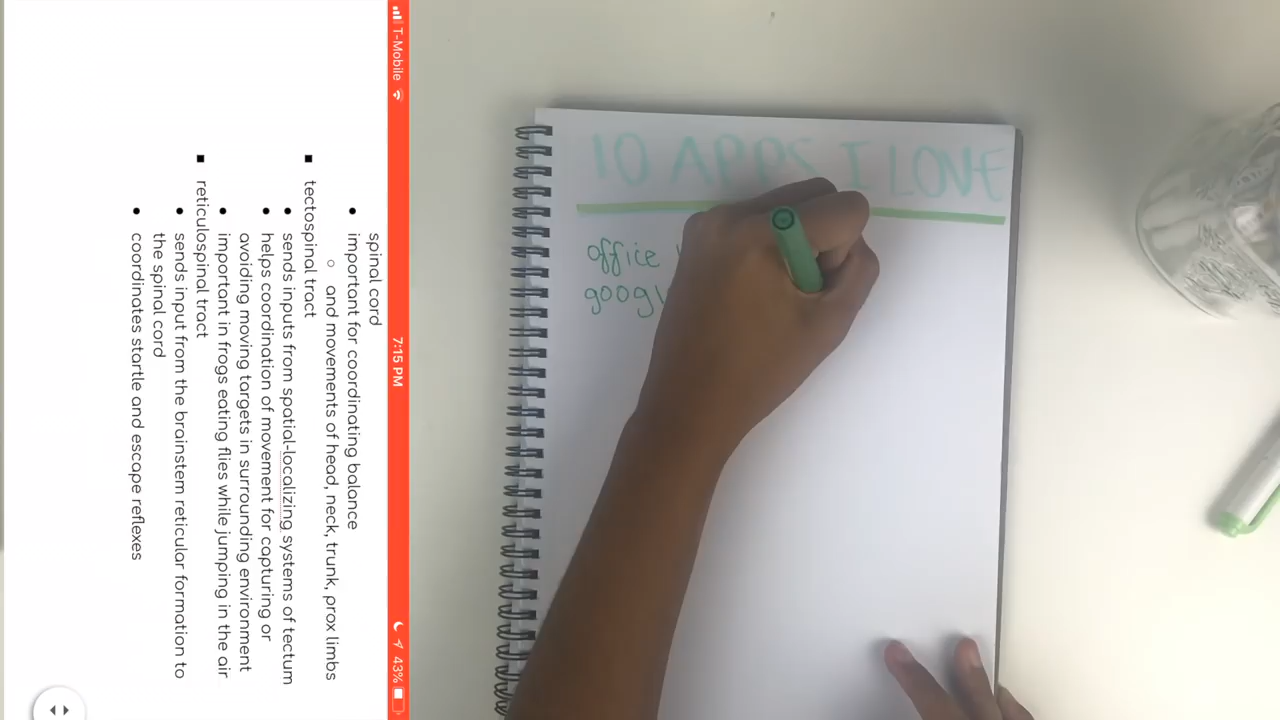 T-Mobile 7:15 PM 43%
spinal cord
important for coordinating balance
and movements of head, neck, trunk, prox limbs
tectospinal tract
sends inputs from spatial-localizing systems of tectum
helps coordination of movement for capturing or
avoiding moving targets in surrounding environment
important in frogs eating flies while jumping in the air
reticulospinal tract
sends input from the brainstem reticular formation to
the spinal cord
coordinates startle and escape reflexes
10 APPS I LOVE
office
googl